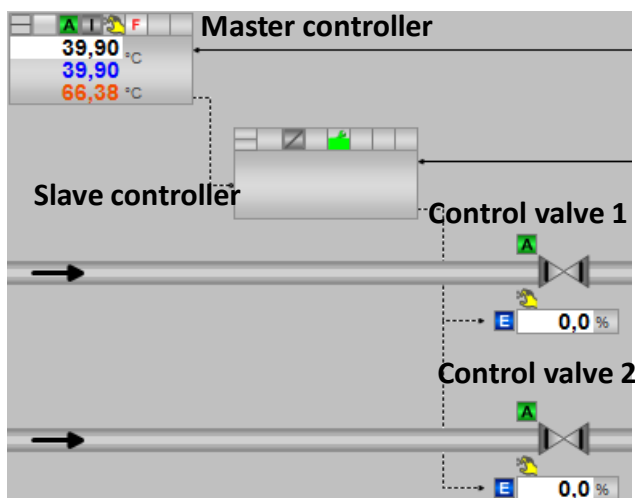 A I F
Master controller
39,90 °C
39,90
66,38 °C
Slave controller
Control valve 1
A
E 0,0 %
Control valve 2
A
E 0,0 %